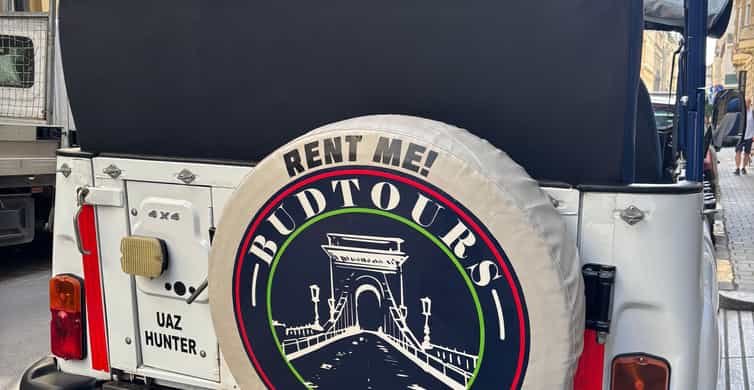 RENT ME!
BUDTOURS
4x4
UAZ
HUNTER